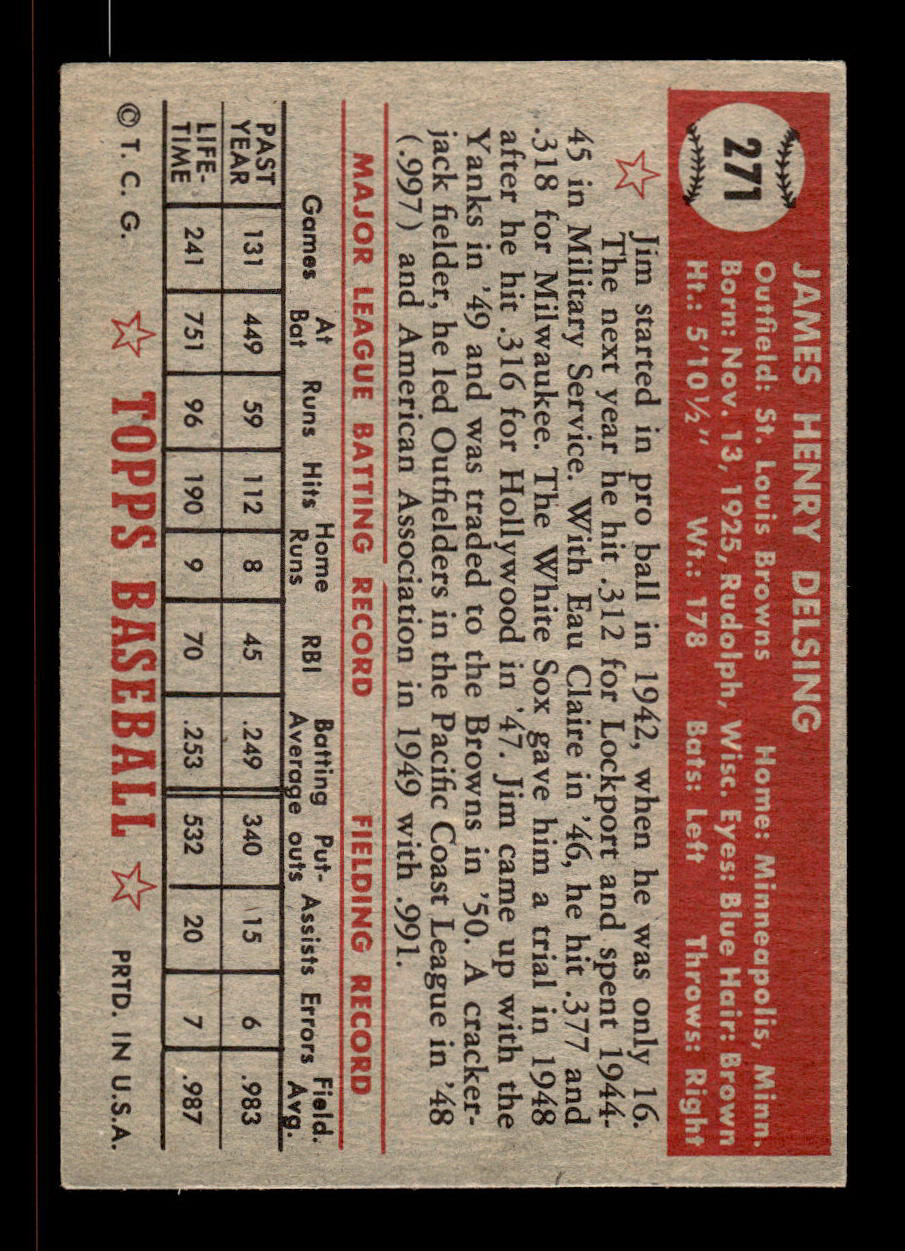 271
JAMES HENRY DELSING
Outfield: St. Louis Browns Home: Minneapolis, Minn.
Born: Nov. 13, 1925, Rudolph, Wisc. Eyes: Blue Hair: Brown
Ht.: 5'10½" Wt.: 178 Bats: Left Throws: Right
Jim started in pro ball in 1942, when he was only 16.
The next year he hit .312 for Lockport and spent 1944-
45 in Military Service. With Eau Claire in '46, he hit .377 and
.318 for Milwaukee. The White Sox gave him a trial in 1948
after he hit .316 for Hollywood in '47. Jim came up with the
Yanks in '49 and was traded to the Browns in '50. A cracker-
jack fielder, he led Outfielders in the Pacific Coast League in '48
(.997) and American Association in 1949 with .991.
MAJOR LEAGUE BATTING RECORD FIELDING RECORD
Games At Bat Runs Hits Home Runs RBI Batting Average Put-outs Assists Errors Field. Avg.
PAST YEAR 131 449 59 112 8 45 .249 340 15 6 .983
LIFE-TIME 241 751 96 190 9 70 .253 532 20 7 .987
© T. C. G. TOPPS BASEBALL PRTD. IN U.S.A.